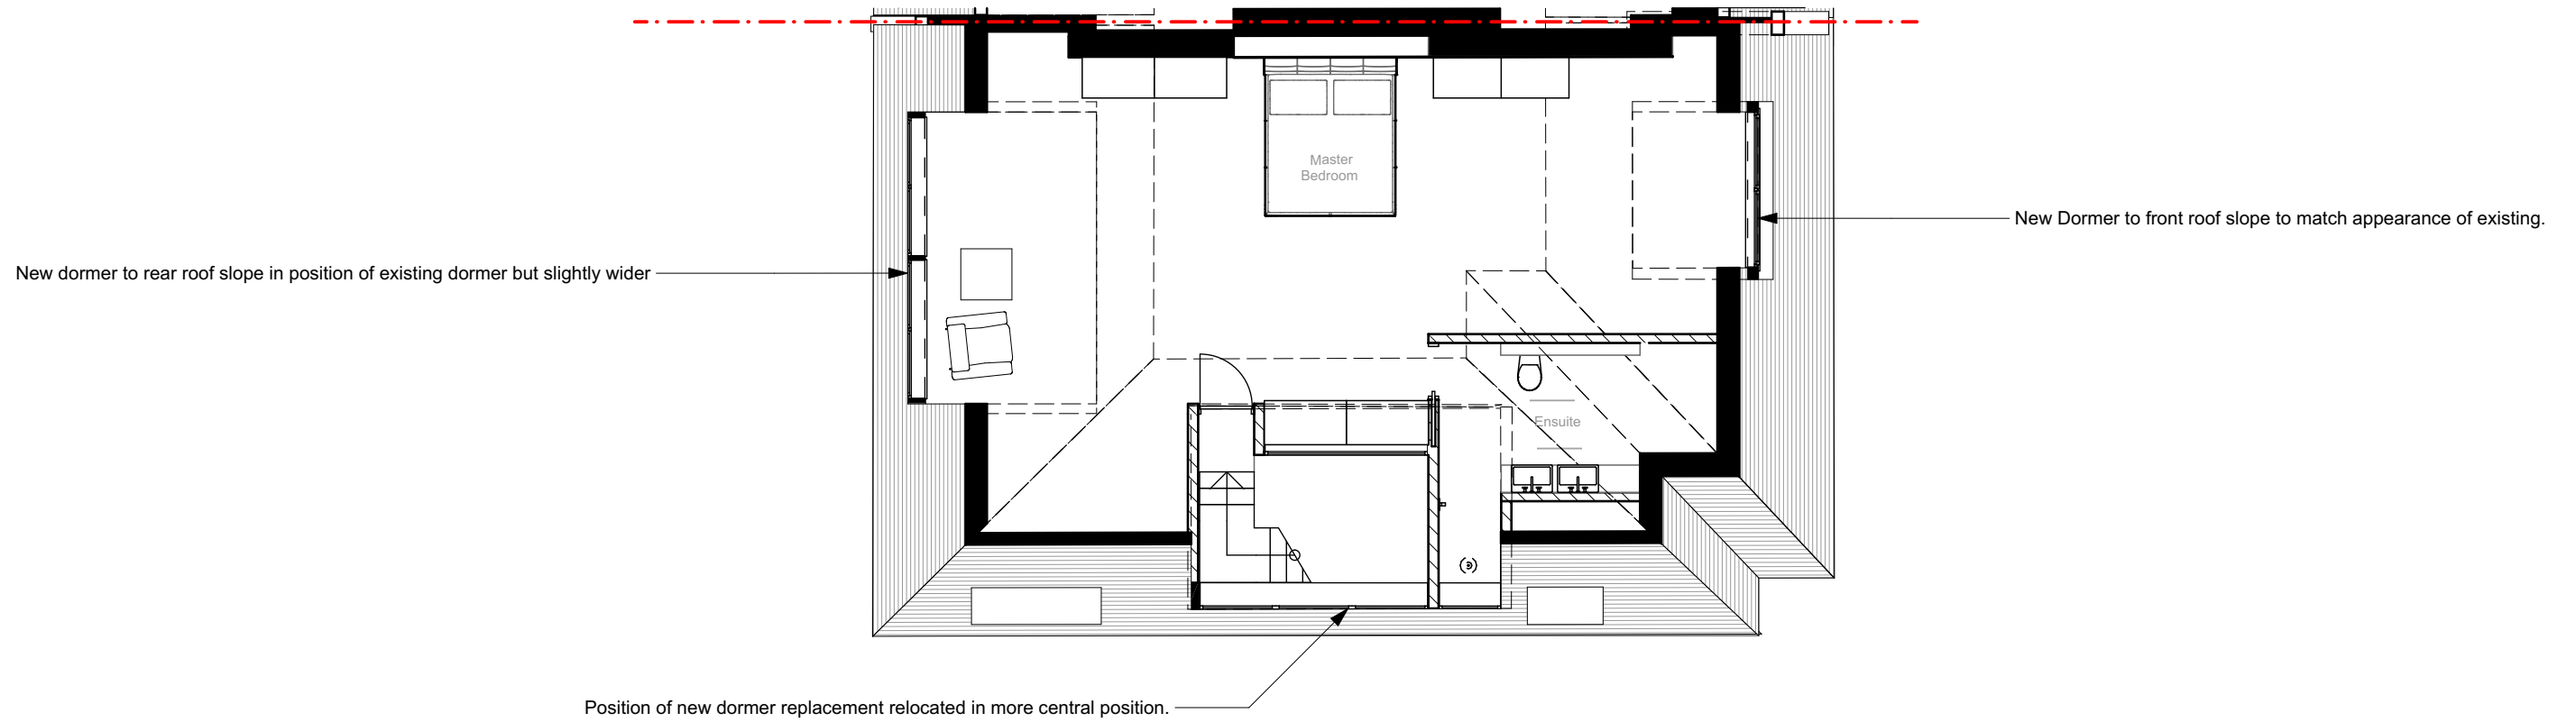 Master
Bedroom
New Dormer to front roof slope to match appearance of existing.
New dormer to rear roof slope in position of existing dormer but slightly wider
Ensuite
Position of new dormer replacement relocated in more central position.